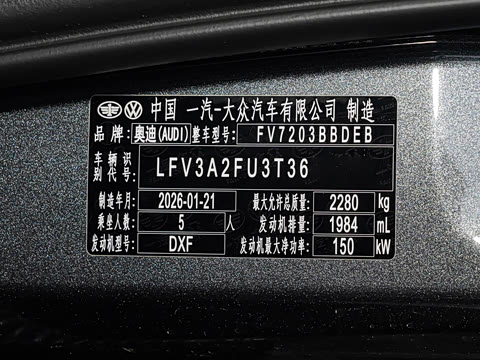 中国 一汽-大众汽车有限公司 制造
品牌: 奥迪(AUDI) 整车型号: FV7203BBDEB
车辆识别代号: LFV3A2FU3T36
制造年月: 2026-01-21 最大允许总质量: 2280 kg
乘坐人数: 5 人 发动机排量: 1984 mL
发动机型号: DXF 发动机最大净功率: 150 kW